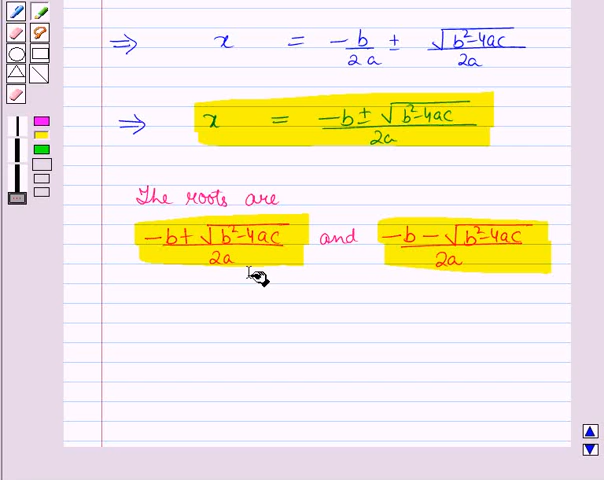 ⇒ x = -b/2a ± √(b²-4ac)/2a
⇒ x = (-b ± √(b²-4ac))/2a
The roots are
(-b + √(b²-4ac))/2a and (-b - √(b²-4ac))/2a